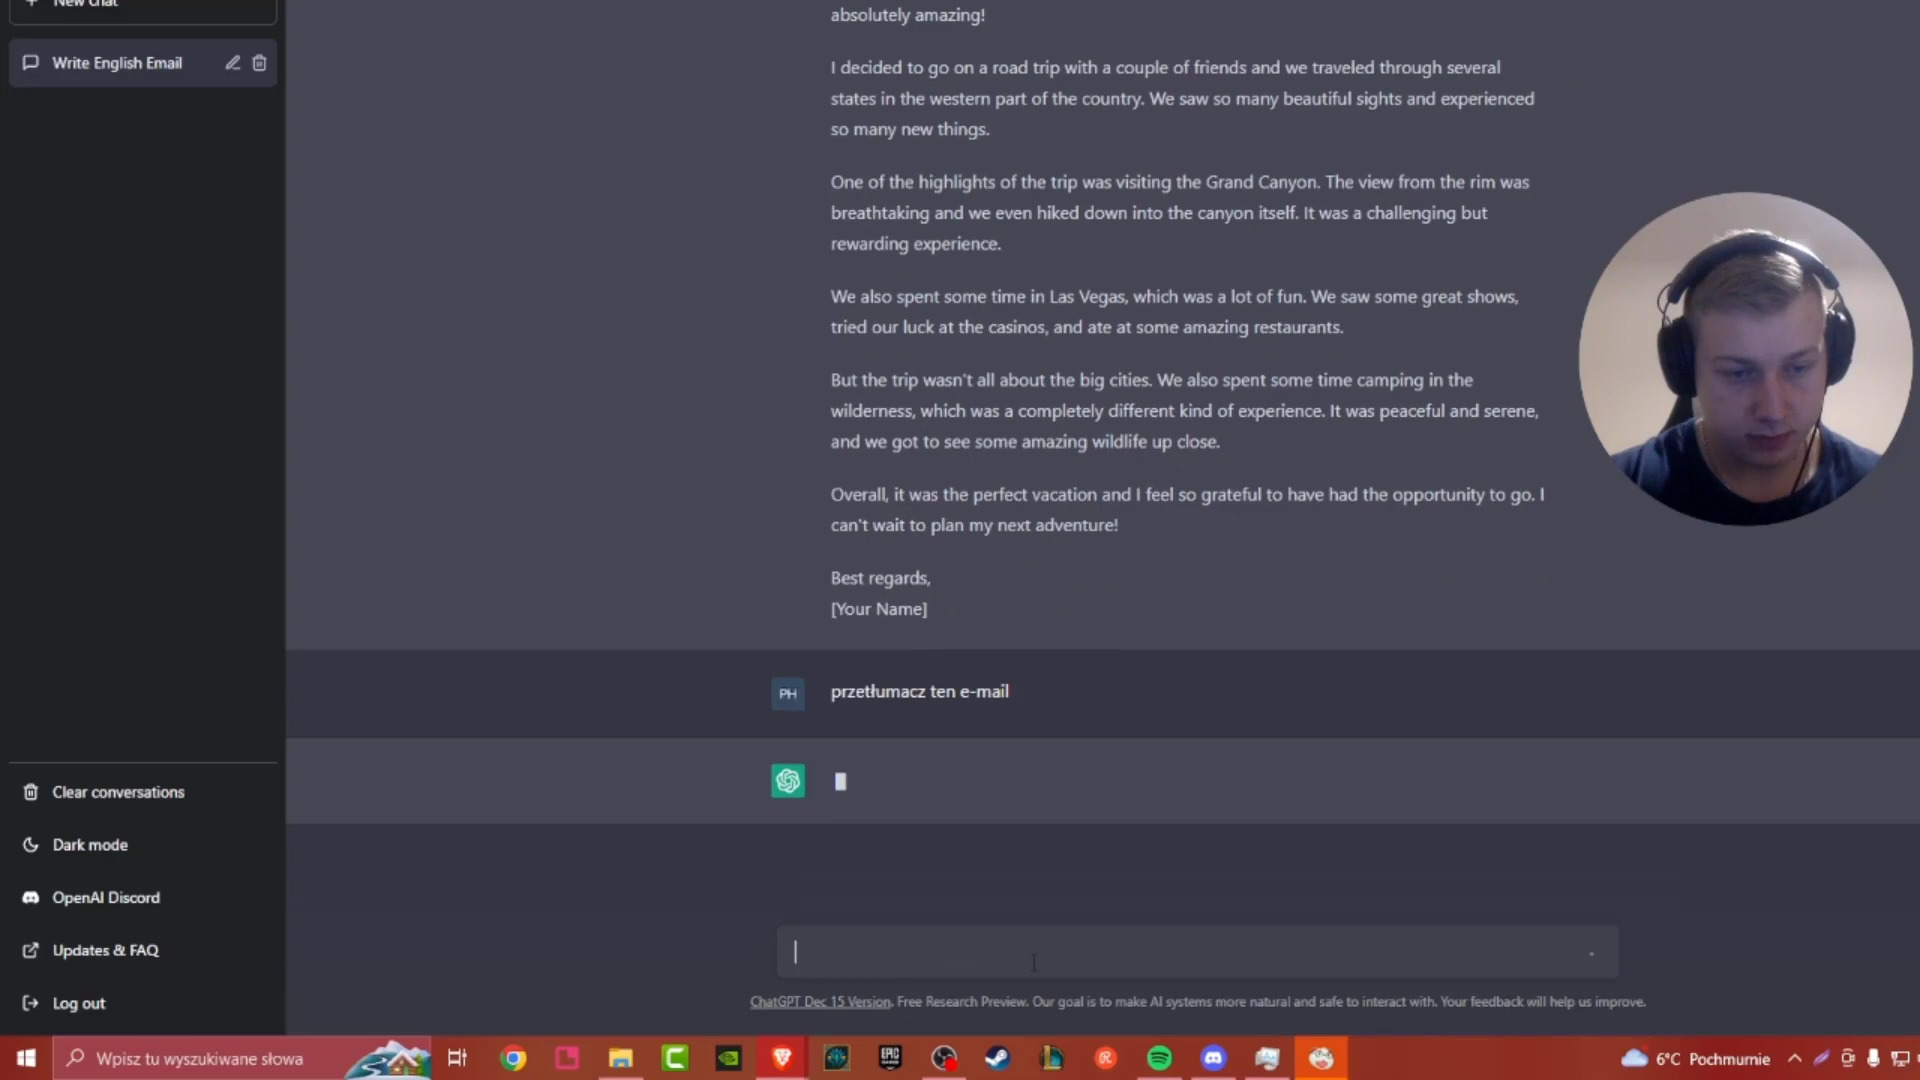 New chat
Write English Email
absolutely amazing!
I decided to go on a road trip with a couple of friends and we traveled through several
states in the western part of the country. We saw so many beautiful sights and experienced
so many new things.
One of the highlights of the trip was visiting the Grand Canyon. The view from the rim was
breathtaking and we even hiked down into the canyon itself. It was a challenging but
rewarding experience.
We also spent some time in Las Vegas, which was a lot of fun. We saw some great shows,
tried our luck at the casinos, and ate at some amazing restaurants.
But the trip wasn't all about the big cities. We also spent some time camping in the
wilderness, which was a completely different kind of experience. It was peaceful and serene,
and we got to see some amazing wildlife up close.
Overall, it was the perfect vacation and I feel so grateful to have had the opportunity to go. I
can't wait to plan my next adventure!
Best regards,
[Your Name]
PH
przetłumacz ten e-mail
Clear conversations
Dark mode
OpenAI Discord
Updates & FAQ
Log out
ChatGPT Dec 15 Version. Free Research Preview. Our goal is to make AI systems more natural and safe to interact with. Your feedback will help us improve.
Wpisz tu wyszukiwane słowa
EPIC
6°C Pochmurnie